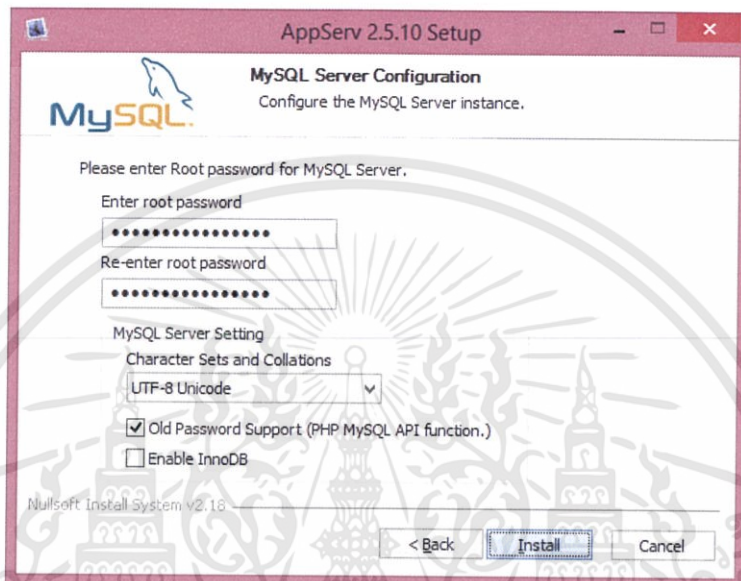 AppServ 2.5.10 Setup
MySQL
MySQL Server Configuration
Configure the MySQL Server instance.
Please enter Root password for MySQL Server.
Enter root password
••••••••••••••••
Re-enter root password
••••••••••••••••
MySQL Server Setting
Character Sets and Collations
UTF-8 Unicode
Old Password Support (PHP MySQL API function.)
Enable InnoDB
Nullsoft Install System v2.18
< Back Install Cancel